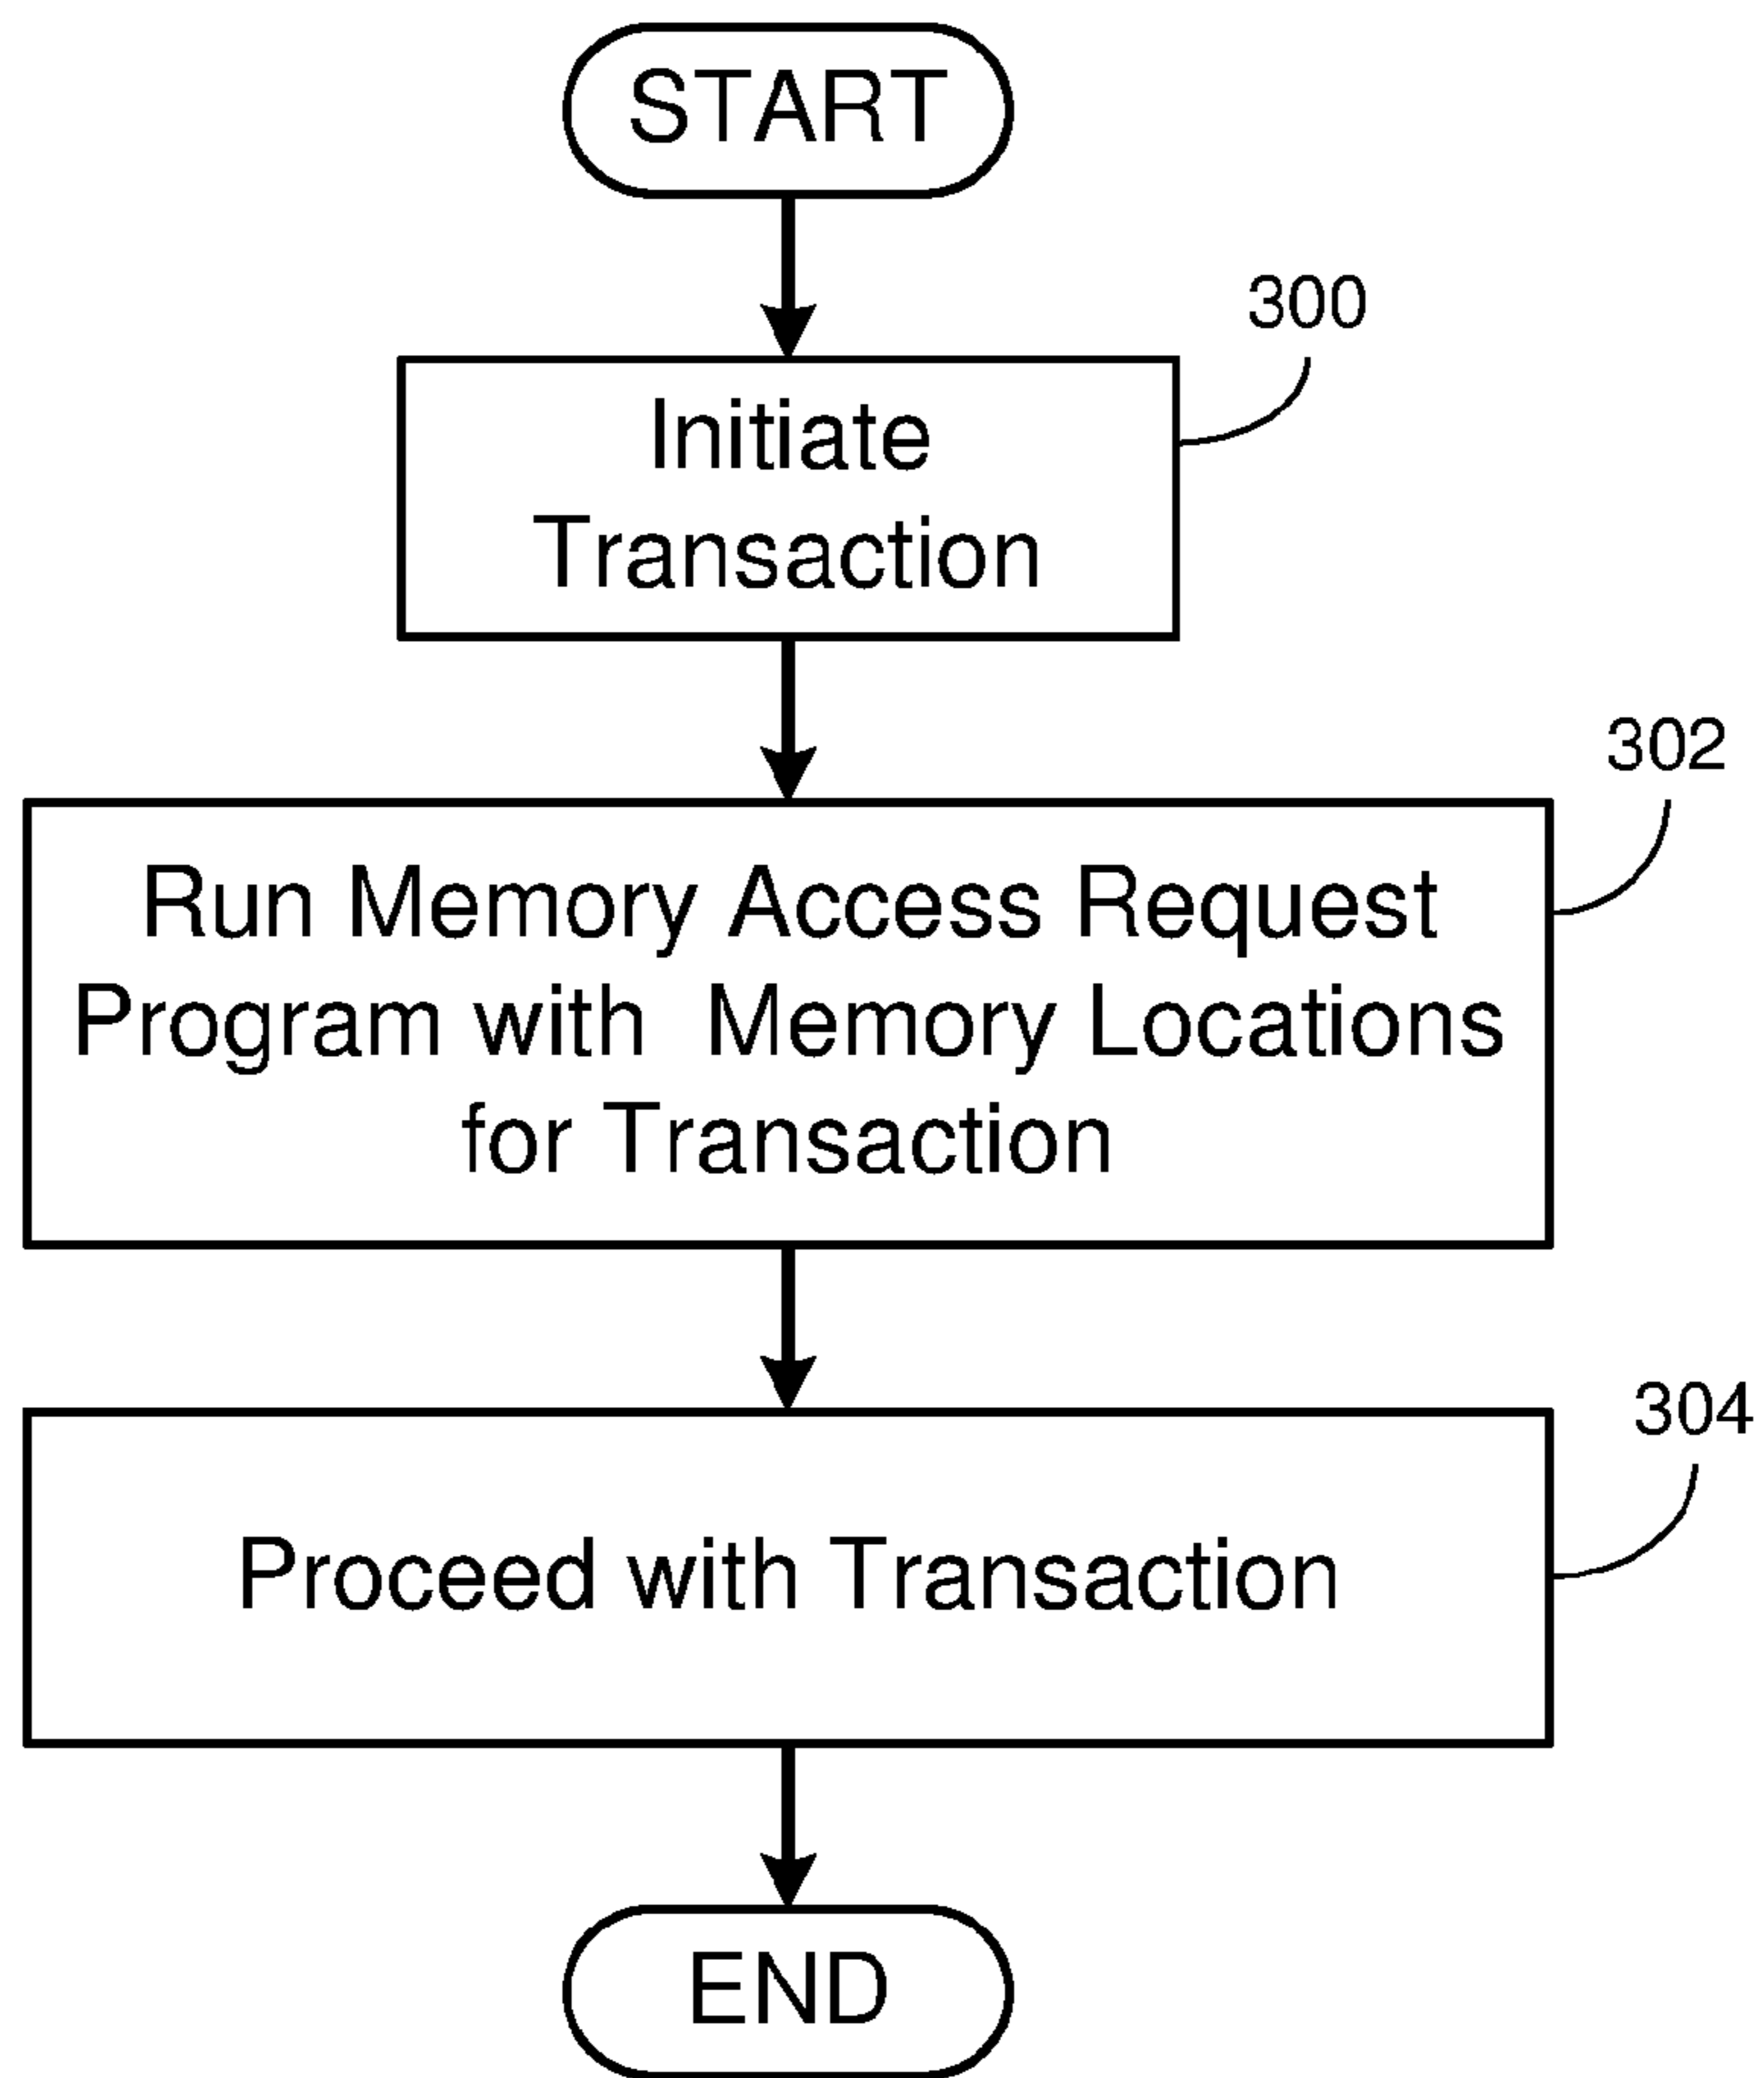 START
300
Initiate
Transaction
302
Run Memory Access Request
Program with Memory Locations
for Transaction
304
Proceed with Transaction
END